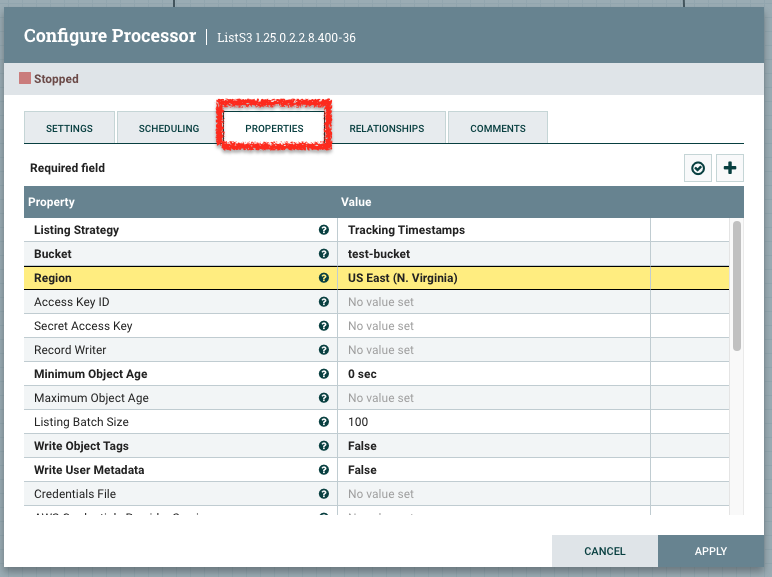 Configure Processor | ListS3 1.25.0.2.2.8.400-36
Stopped
SETTINGS SCHEDULING PROPERTIES RELATIONSHIPS COMMENTS
Required field
Property Value
Listing Strategy Tracking Timestamps
Bucket test-bucket
Region US East (N. Virginia)
Access Key ID No value set
Secret Access Key No value set
Record Writer No value set
Minimum Object Age 0 sec
Maximum Object Age No value set
Listing Batch Size 100
Write Object Tags False
Write User Metadata False
Credentials File No value set
CANCEL APPLY